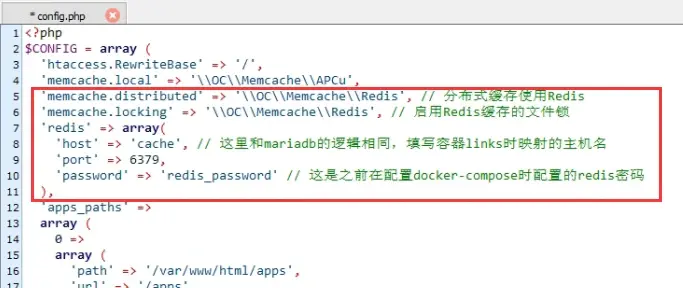 * config.php
1 <?php
2 $CONFIG = array (
3 'htaccess.RewriteBase' => '/',
4 'memcache.local' => '\\OC\\Memcache\\APCu',
5 'memcache.distributed' => '\\OC\\Memcache\\Redis', // 分布式缓存使用Redis
6 'memcache.locking' => '\\OC\\Memcache\\Redis', // 启用Redis缓存的文件锁
7 'redis' => array(
8 'host' => 'cache', // 这里和mariadb的逻辑相同，填写容器links时映射的主机名
9 'port' => 6379,
10 'password' => 'redis_password' // 这是之前在配置docker-compose时配置的redis密码
11 ),
12 'apps_paths' =>
13 array (
14 0 =>
15 array (
16 'path' => '/var/www/html/apps',
17 'url' => '/apps'